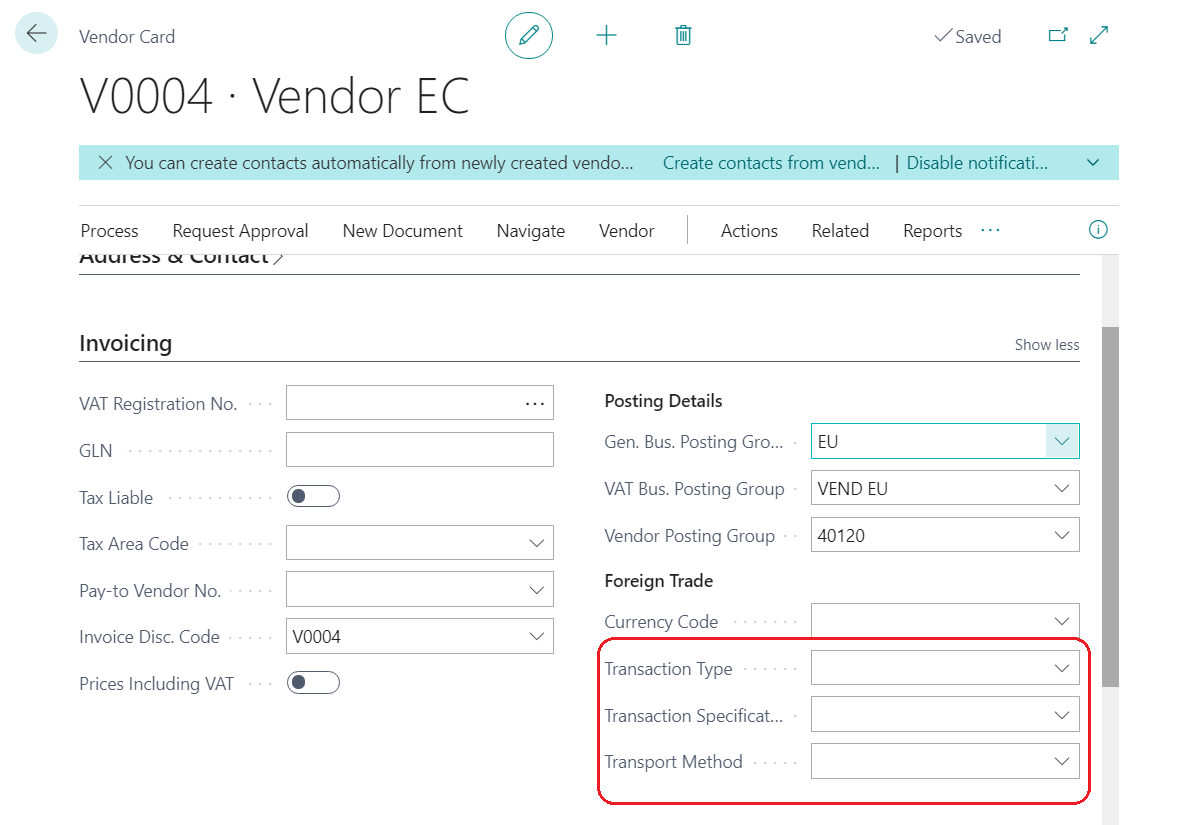 Vendor Card
Saved
V0004 · Vendor EC
You can create contacts automatically from newly created vendo... Create contacts from vend... | Disable notificati...
Process Request Approval New Document Navigate Vendor Actions Related Reports ...
Address & Contact
Invoicing
Show less
VAT Registration No.
GLN
Tax Liable
Tax Area Code
Pay-to Vendor No.
Invoice Disc. Code V0004
Prices Including VAT
Posting Details
Gen. Bus. Posting Gro... EU
VAT Bus. Posting Group VEND EU
Vendor Posting Group 40120
Foreign Trade
Currency Code
Transaction Type
Transaction Specificat...
Transport Method